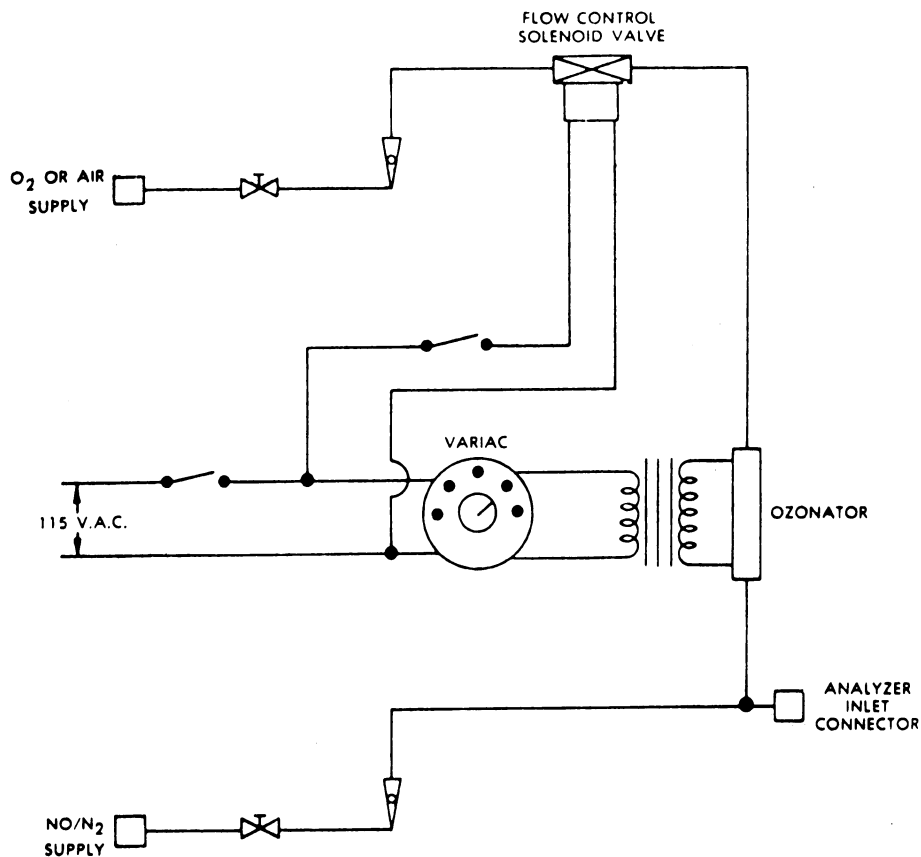 FLOW CONTROL
SOLENOID VALVE
O₂ OR AIR
SUPPLY
VARIAC
115 V.A.C.
OZONATOR
ANALYZER
INLET
CONNECTOR
NO/N₂
SUPPLY